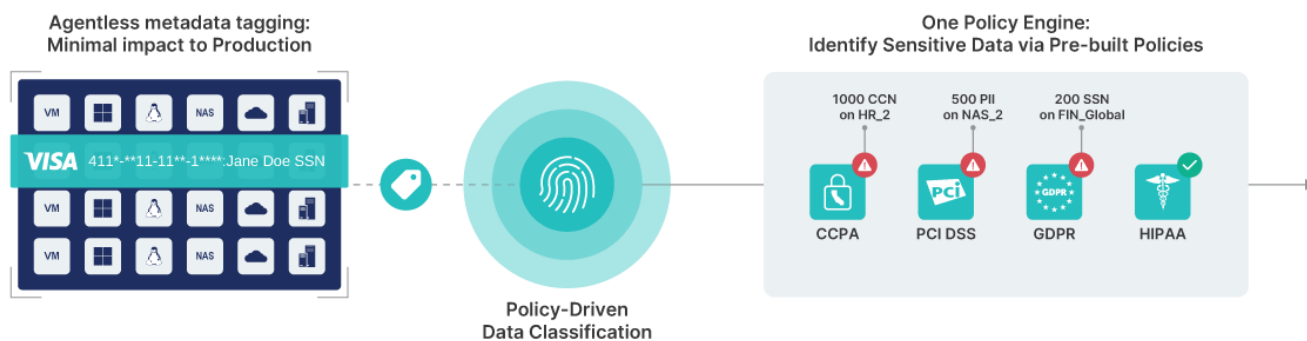 Agentless metadata tagging:
Minimal impact to Production
VM NAS
VISA 411*-**11-11**-1****:Jane Doe SSN
VM NAS
VM NAS
Policy-Driven
Data Classification
One Policy Engine:
Identify Sensitive Data via Pre-built Policies
1000 CCN
on HR_2
500 PII
on NAS_2
200 SSN
on FIN_Global
PCi
GDPR
CCPA
PCI DSS
GDPR
HIPAA